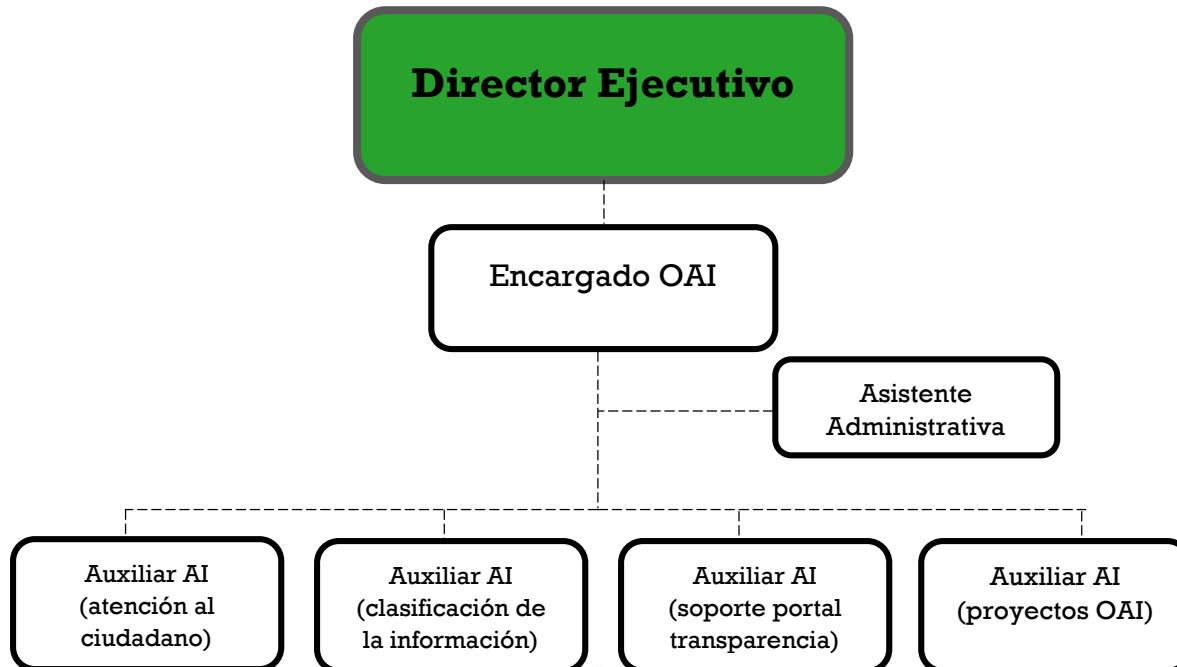 Director Ejecutivo
Encargado OAI
Asistente
Administrativa
Auxiliar AI
(atención al
ciudadano)
Auxiliar AI
(clasificación de
la información)
Auxiliar AI
(soporte portal
transparencia)
Auxiliar AI
(proyectos OAI)